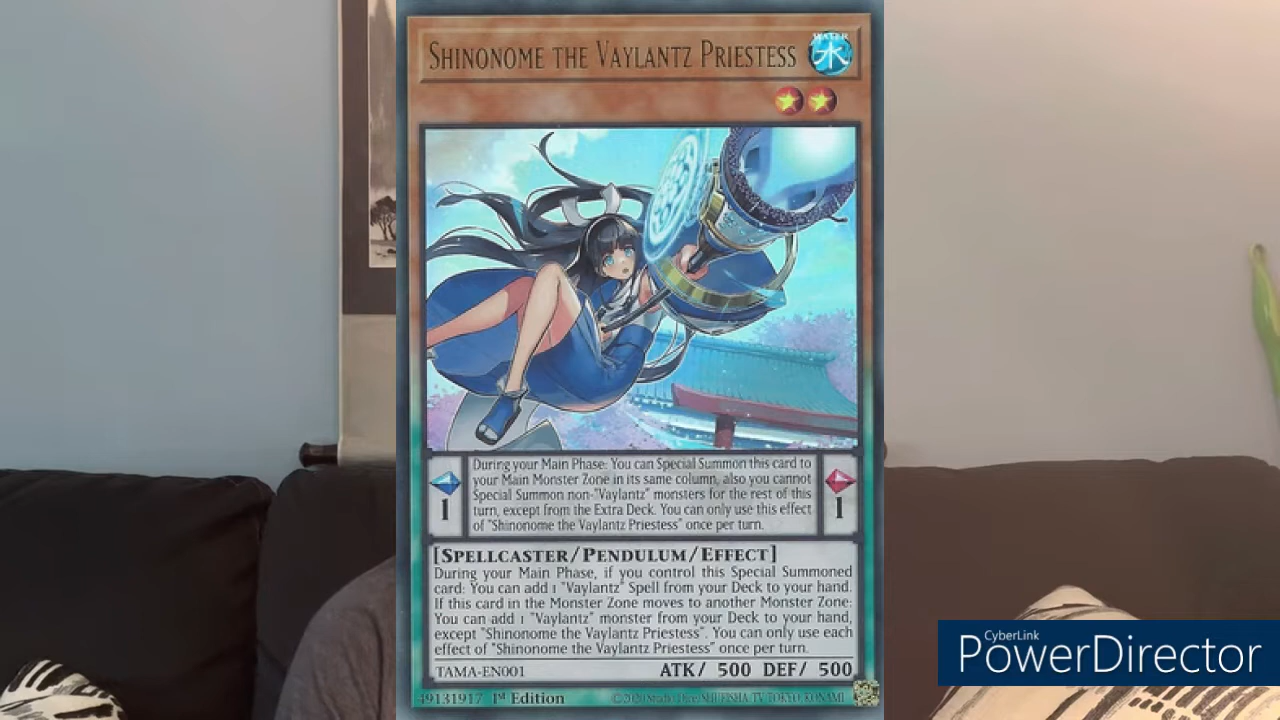 SHINONOME THE VAYLANTZ PRIESTESS
WATER
水
During your Main Phase: You can Special Summon this card to
your Main Monster Zone in its same column, also you cannot
Special Summon non-"Vaylantz" monsters for the rest of this
turn, except from the Extra Deck. You can only use this effect
of "Shinonome the Vaylantz Priestess" once per turn.
1
1
[SPELLCASTER/PENDULUM/EFFECT]
During your Main Phase, if you control this Special Summoned
card: You can add 1 "Vaylantz" Spell from your Deck to your hand.
If this card in the Monster Zone moves to another Monster Zone:
You can add 1 "Vaylantz" monster from your Deck to your hand,
except "Shinonome the Vaylantz Priestess". You can only use each
effect of "Shinonome the Vaylantz Priestess" once per turn.
TAMA-EN001
ATK/ 500 DEF/ 500
49131917 1st Edition
©2020 Studio Dice/SHUEISHA, TV TOKYO, KONAMI
CyberLink
PowerDirector